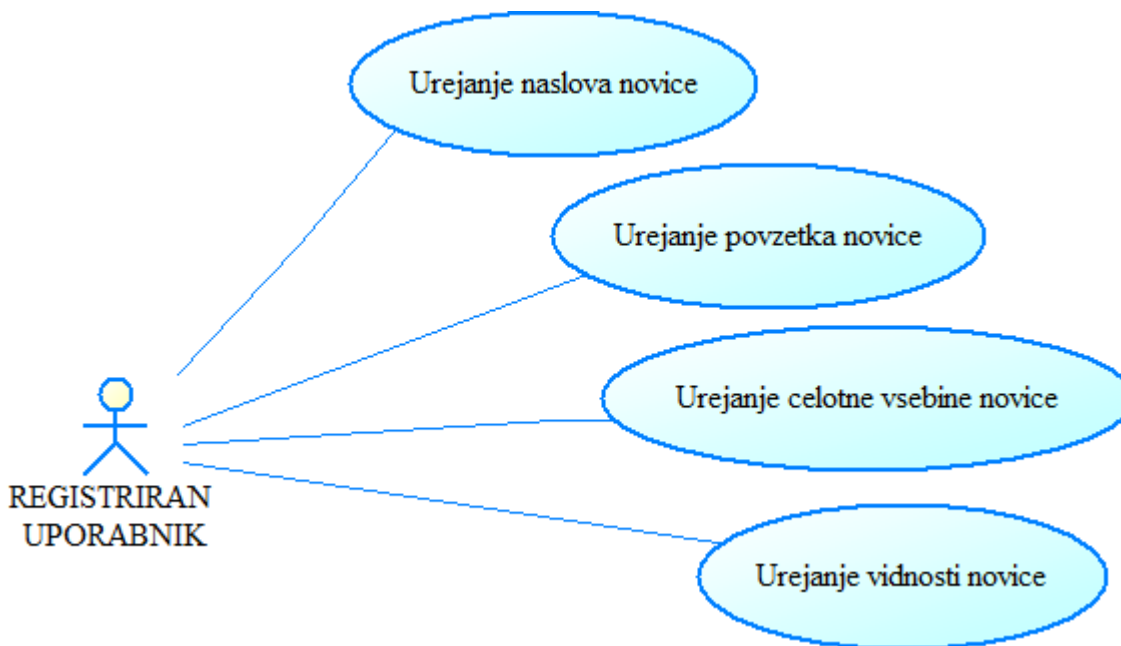 Urejanje naslova novice
Urejanje povzetka novice
Urejanje celotne vsebine novice
REGISTRIRAN
UPORABNIK
Urejanje vidnosti novice